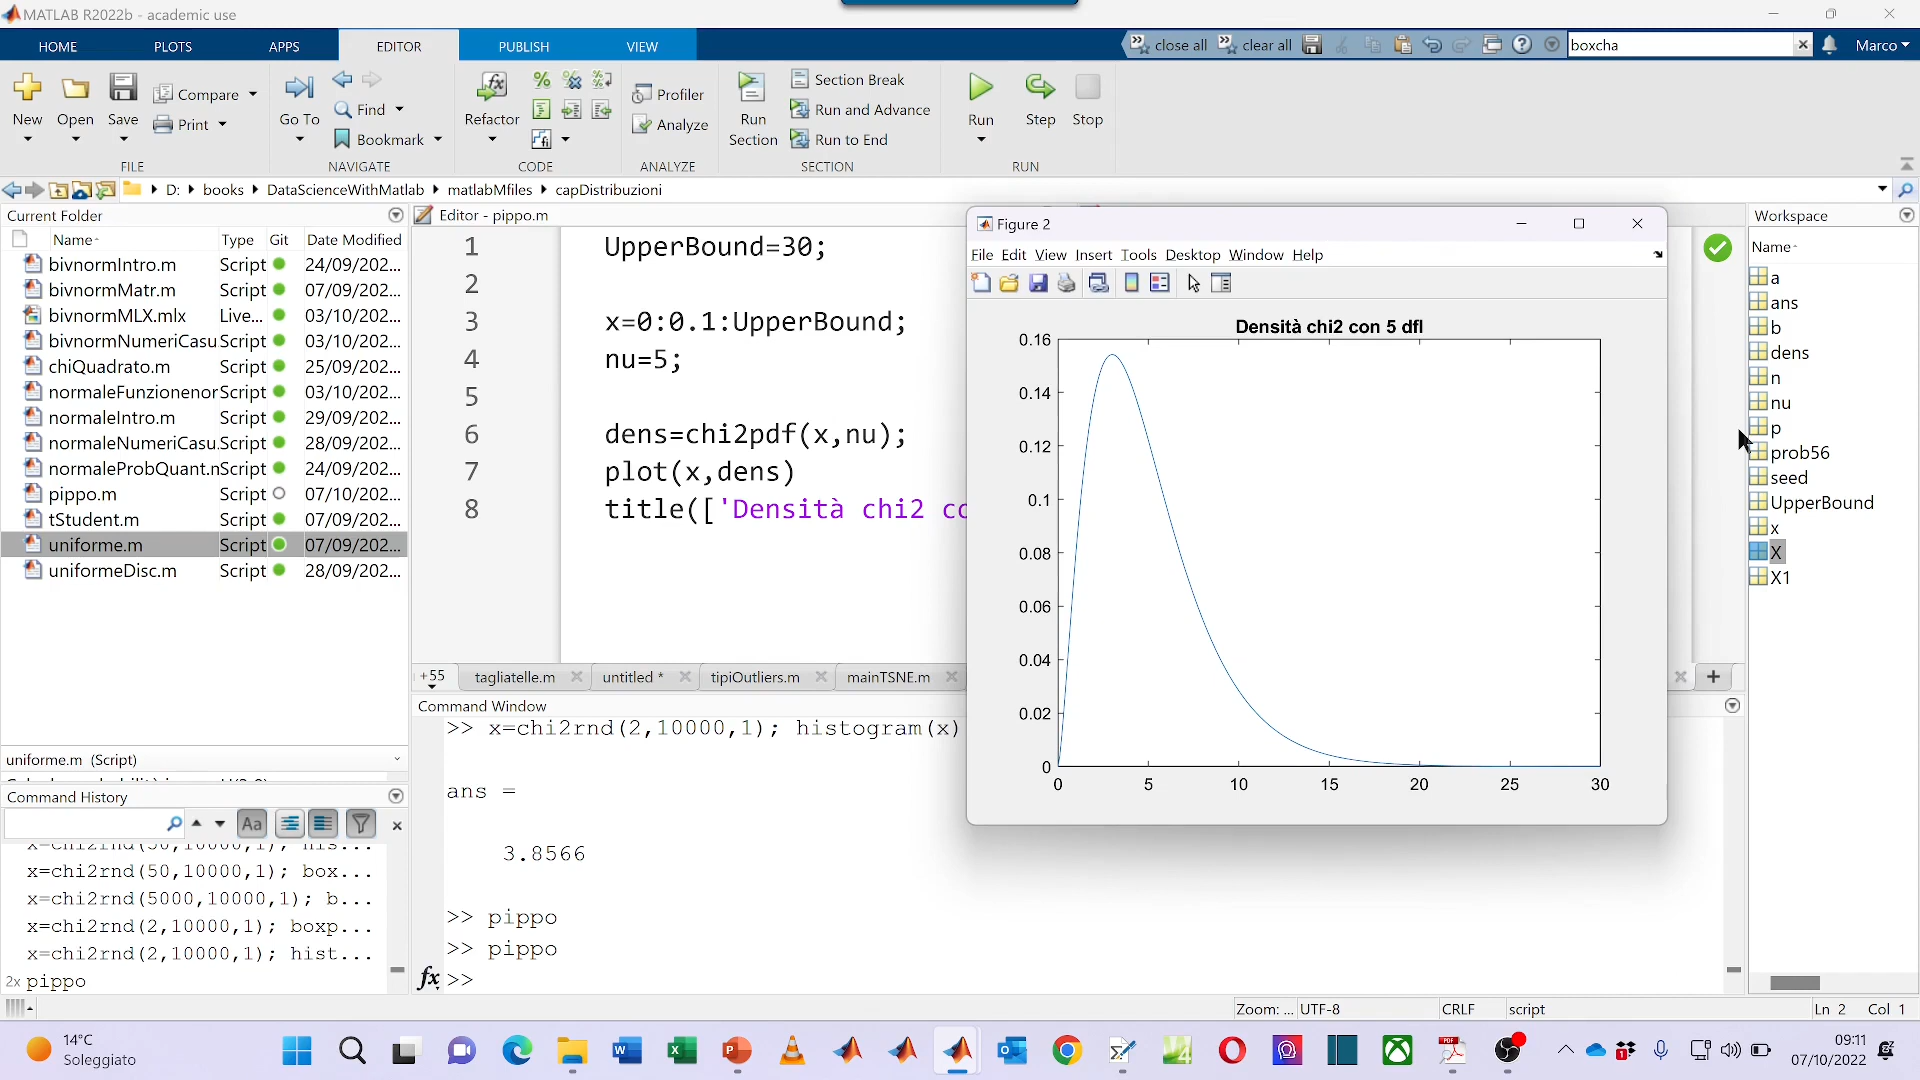 MATLAB R2022b - academic use
HOME PLOTS APPS EDITOR PUBLISH VIEW
close all clear all boxcha Marco
New Open Save Compare Print Go To Find Bookmark Refactor Profiler Analyze Run Section Section Break Run and Advance Run to End Run Step Stop
FILE NAVIGATE CODE ANALYZE SECTION RUN
D: books DataScienceWithMatlab matlabMfiles capDistribuzioni
Current Folder
Name Type Git Date Modified
bivnormIntro.m Script 24/09/202...
bivnormMatr.m Script 07/09/202...
bivnormMLX.mlx Live... 03/10/202...
bivnormNumeriCasu Script 03/10/202...
chiQuadrato.m Script 25/09/202...
normaleFunzionenor Script 03/10/202...
normaleIntro.m Script 29/09/202...
normaleNumeriCasu Script 28/09/202...
normaleProbQuant.n Script 24/09/202...
pippo.m Script 07/10/202...
tStudent.m Script 07/09/202...
uniforme.m Script 07/09/202...
uniformeDisc.m Script 28/09/202...
uniforme.m (Script)
Command History
Aa
x=chi2rnd(50,10000,1); his...
x=chi2rnd(50,10000,1); box...
x=chi2rnd(5000,10000,1); b...
x=chi2rnd(2,10000,1); boxp...
x=chi2rnd(2,10000,1); hist...
2x pippo
Editor - pippo.m
1 UpperBound=30;
2
3 x=0:0.1:UpperBound;
4 nu=5;
5
6 dens=chi2pdf(x,nu);
7 plot(x,dens)
8 title(['Densità chi2 co
+55 tagliatelle.m untitled * tipiOutliers.m mainTSNE.m
Command Window
>> x=chi2rnd(2,10000,1); histogram(x)
ans =
3.8566
>> pippo
>> pippo
fx >>
Figure 2
File Edit View Insert Tools Desktop Window Help
Densità chi2 con 5 dfl
0.16
0.14
0.12
0.1
0.08
0.06
0.04
0.02
0
0 5 10 15 20 25 30
Workspace
Name
a
ans
b
dens
n
nu
p
prob56
seed
UpperBound
x
X
X1
Zoom: ... UTF-8 CRLF script Ln 2 Col 1
14°C
Soleggiato
09:11
07/10/2022